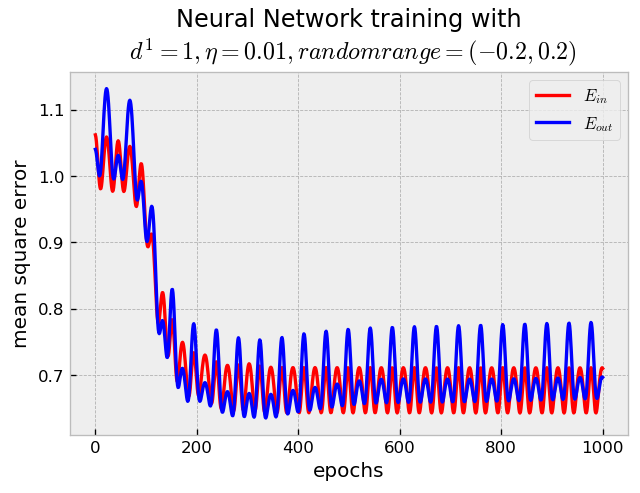 Neural Network training with
d^1 = 1, η = 0.01, randomrange = (−0.2, 0.2)
mean square error
1.1
1.0
0.9
0.8
0.7
E_in
E_out
0 200 400 600 800 1000
epochs